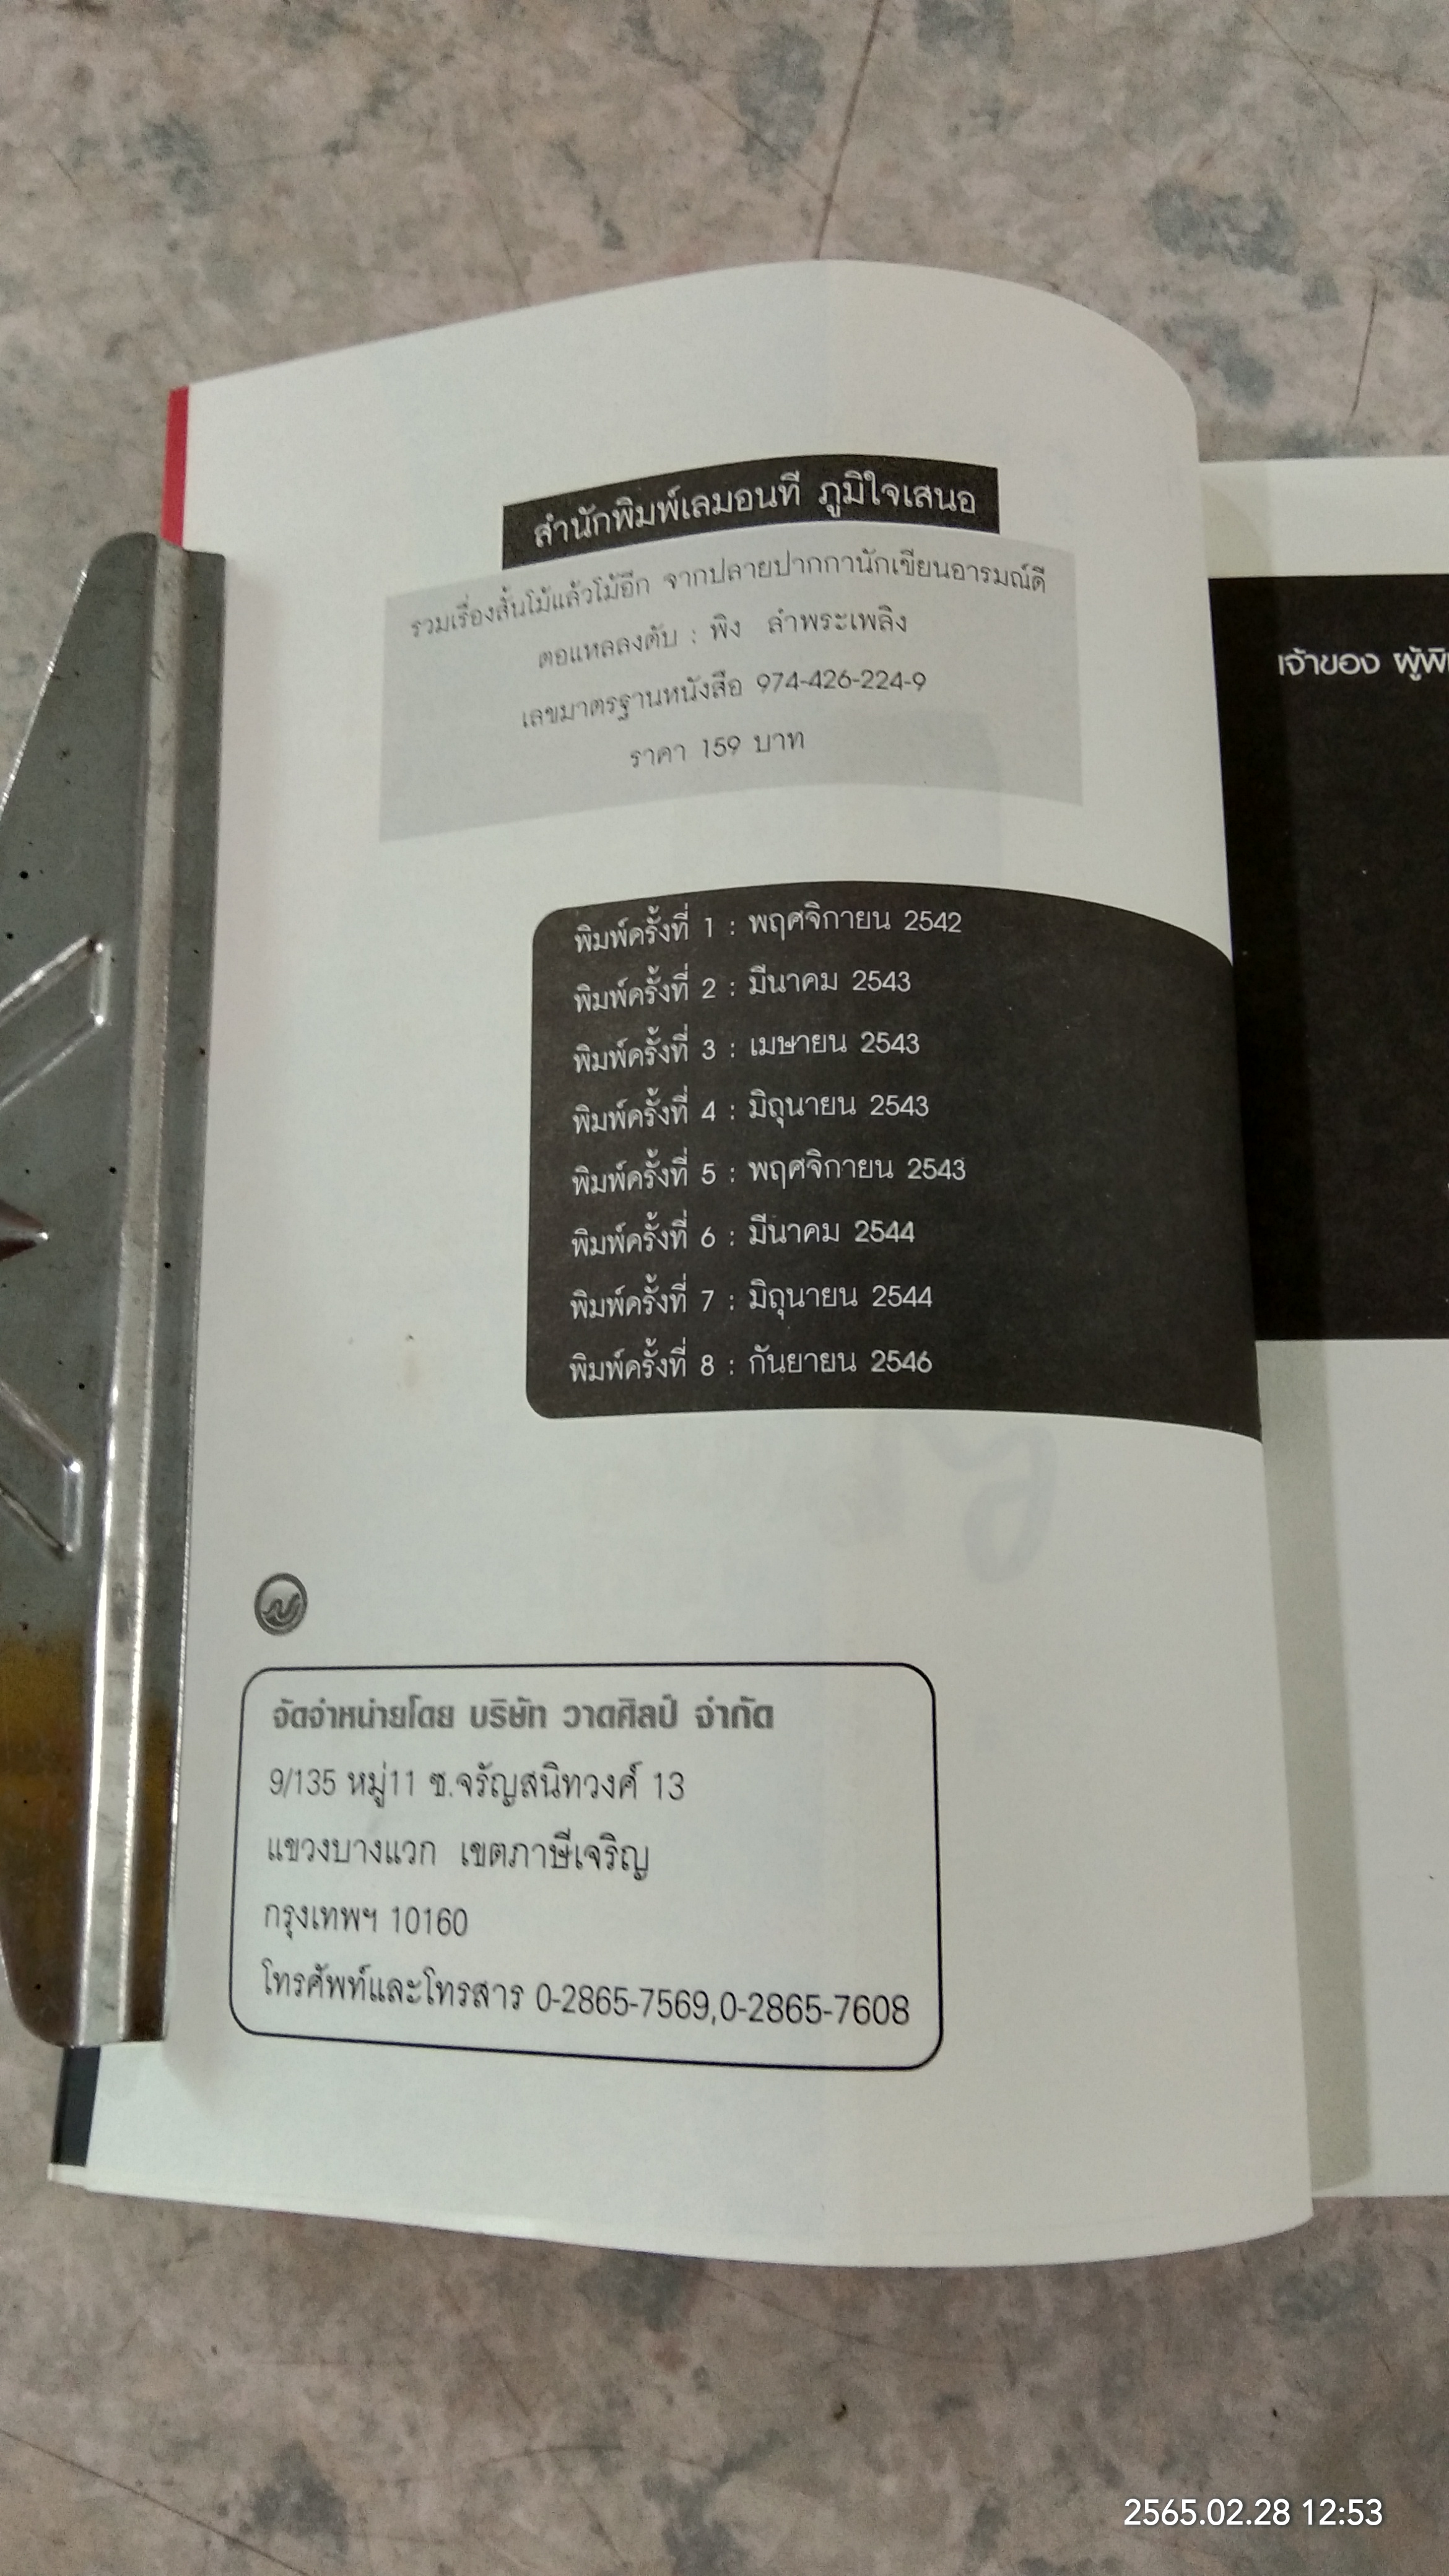 สำนักพิมพ์เลมอนที ภูมิใจเสนอ
รวมเรื่องสั้นโม้แล้วโม้อีก จากปลายปากกานักเขียนอารมณ์ดี
ตอแหลลงตับ : พิง ลำพระเพลิง
เลขมาตรฐานหนังสือ 974-426-224-9
ราคา 159 บาท
พิมพ์ครั้งที่ 1 : พฤศจิกายน 2542
พิมพ์ครั้งที่ 2 : มีนาคม 2543
พิมพ์ครั้งที่ 3 : เมษายน 2543
พิมพ์ครั้งที่ 4 : มิถุนายน 2543
พิมพ์ครั้งที่ 5 : พฤศจิกายน 2543
พิมพ์ครั้งที่ 6 : มีนาคม 2544
พิมพ์ครั้งที่ 7 : มิถุนายน 2544
พิมพ์ครั้งที่ 8 : กันยายน 2546
จัดจำหน่ายโดย บริษัท วาดศิลป์ จำกัด
9/135 หมู่11 ซ.จรัญสนิทวงศ์ 13
แขวงบางแวก เขตภาษีเจริญ
กรุงเทพฯ 10160
โทรศัพท์และโทรสาร 0-2865-7569,0-2865-7608
เจ้าของ
2565.02.28 12:53